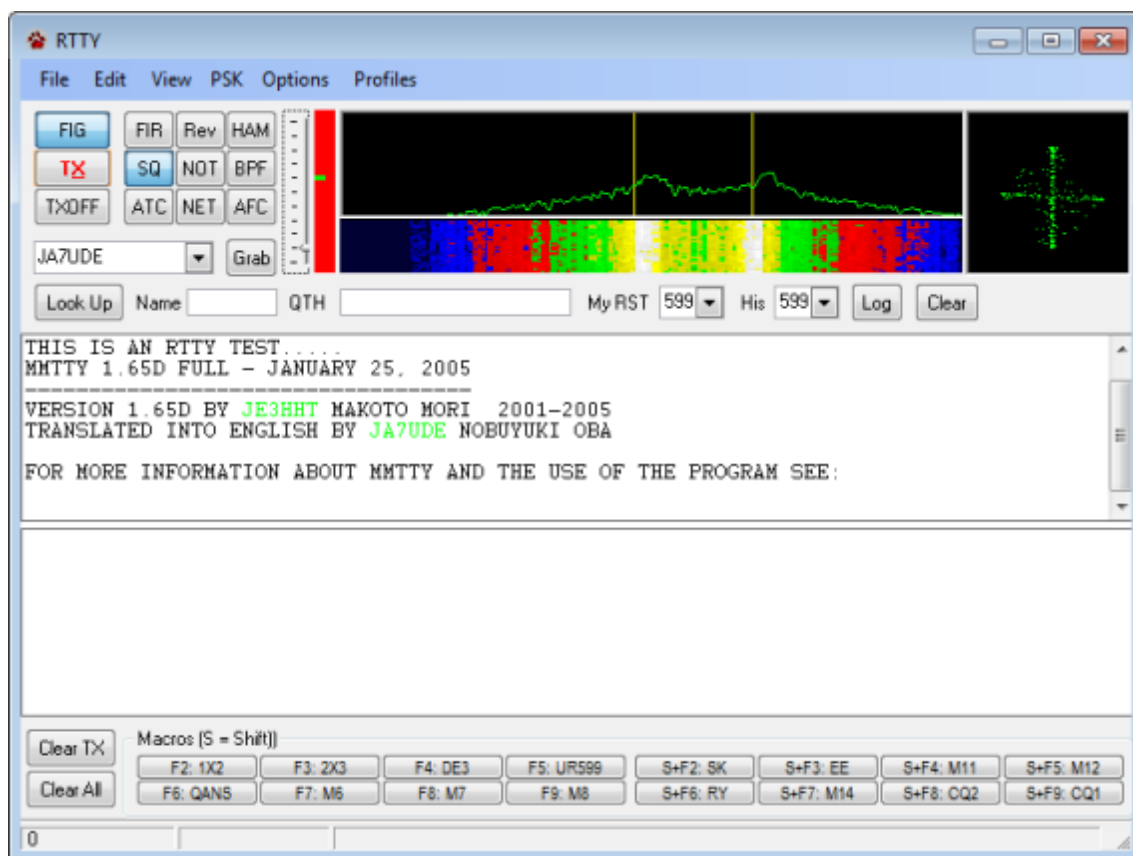 RTTY
File Edit View PSK Options Profiles
FIG FIR Rev HAM
TX SQ NOT BPF
TXOFF ATC NET AFC
JA7UDE Grab
Look Up Name QTH My RST 599 His 599 Log Clear
THIS IS AN RTTY TEST.....
MMTTY 1.65D FULL - JANUARY 25, 2005
-----------------------------------
VERSION 1.65D BY JE3HHT MAKOTO MORI 2001-2005
TRANSLATED INTO ENGLISH BY JA7UDE NOBUYUKI OBA
FOR MORE INFORMATION ABOUT MMTTY AND THE USE OF THE PROGRAM SEE:
Clear TX Macros (S = Shift))
F2: 1X2 F3: 2X3 F4: DE3 F5: UR599 S+F2: SK S+F3: EE S+F4: M11 S+F5: M12
Clear All F6: QANS F7: M6 F8: M7 F9: M8 S+F6: RY S+F7: M14 S+F8: CQ2 S+F9: CQ1
0